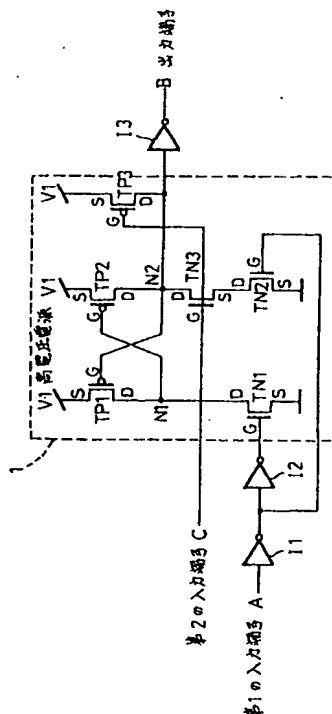 1
V1 高電圧電源
V1
V1
S
TP1
G
D
S
TP2
G
D
S
TP3
G
D
N1
N2
I3
B 出力端子
D
TN3
G
S
D
TN1
G
S
D
TN2
G
S
第2の入力端子 C
I2
I1
第1の入力端子 A